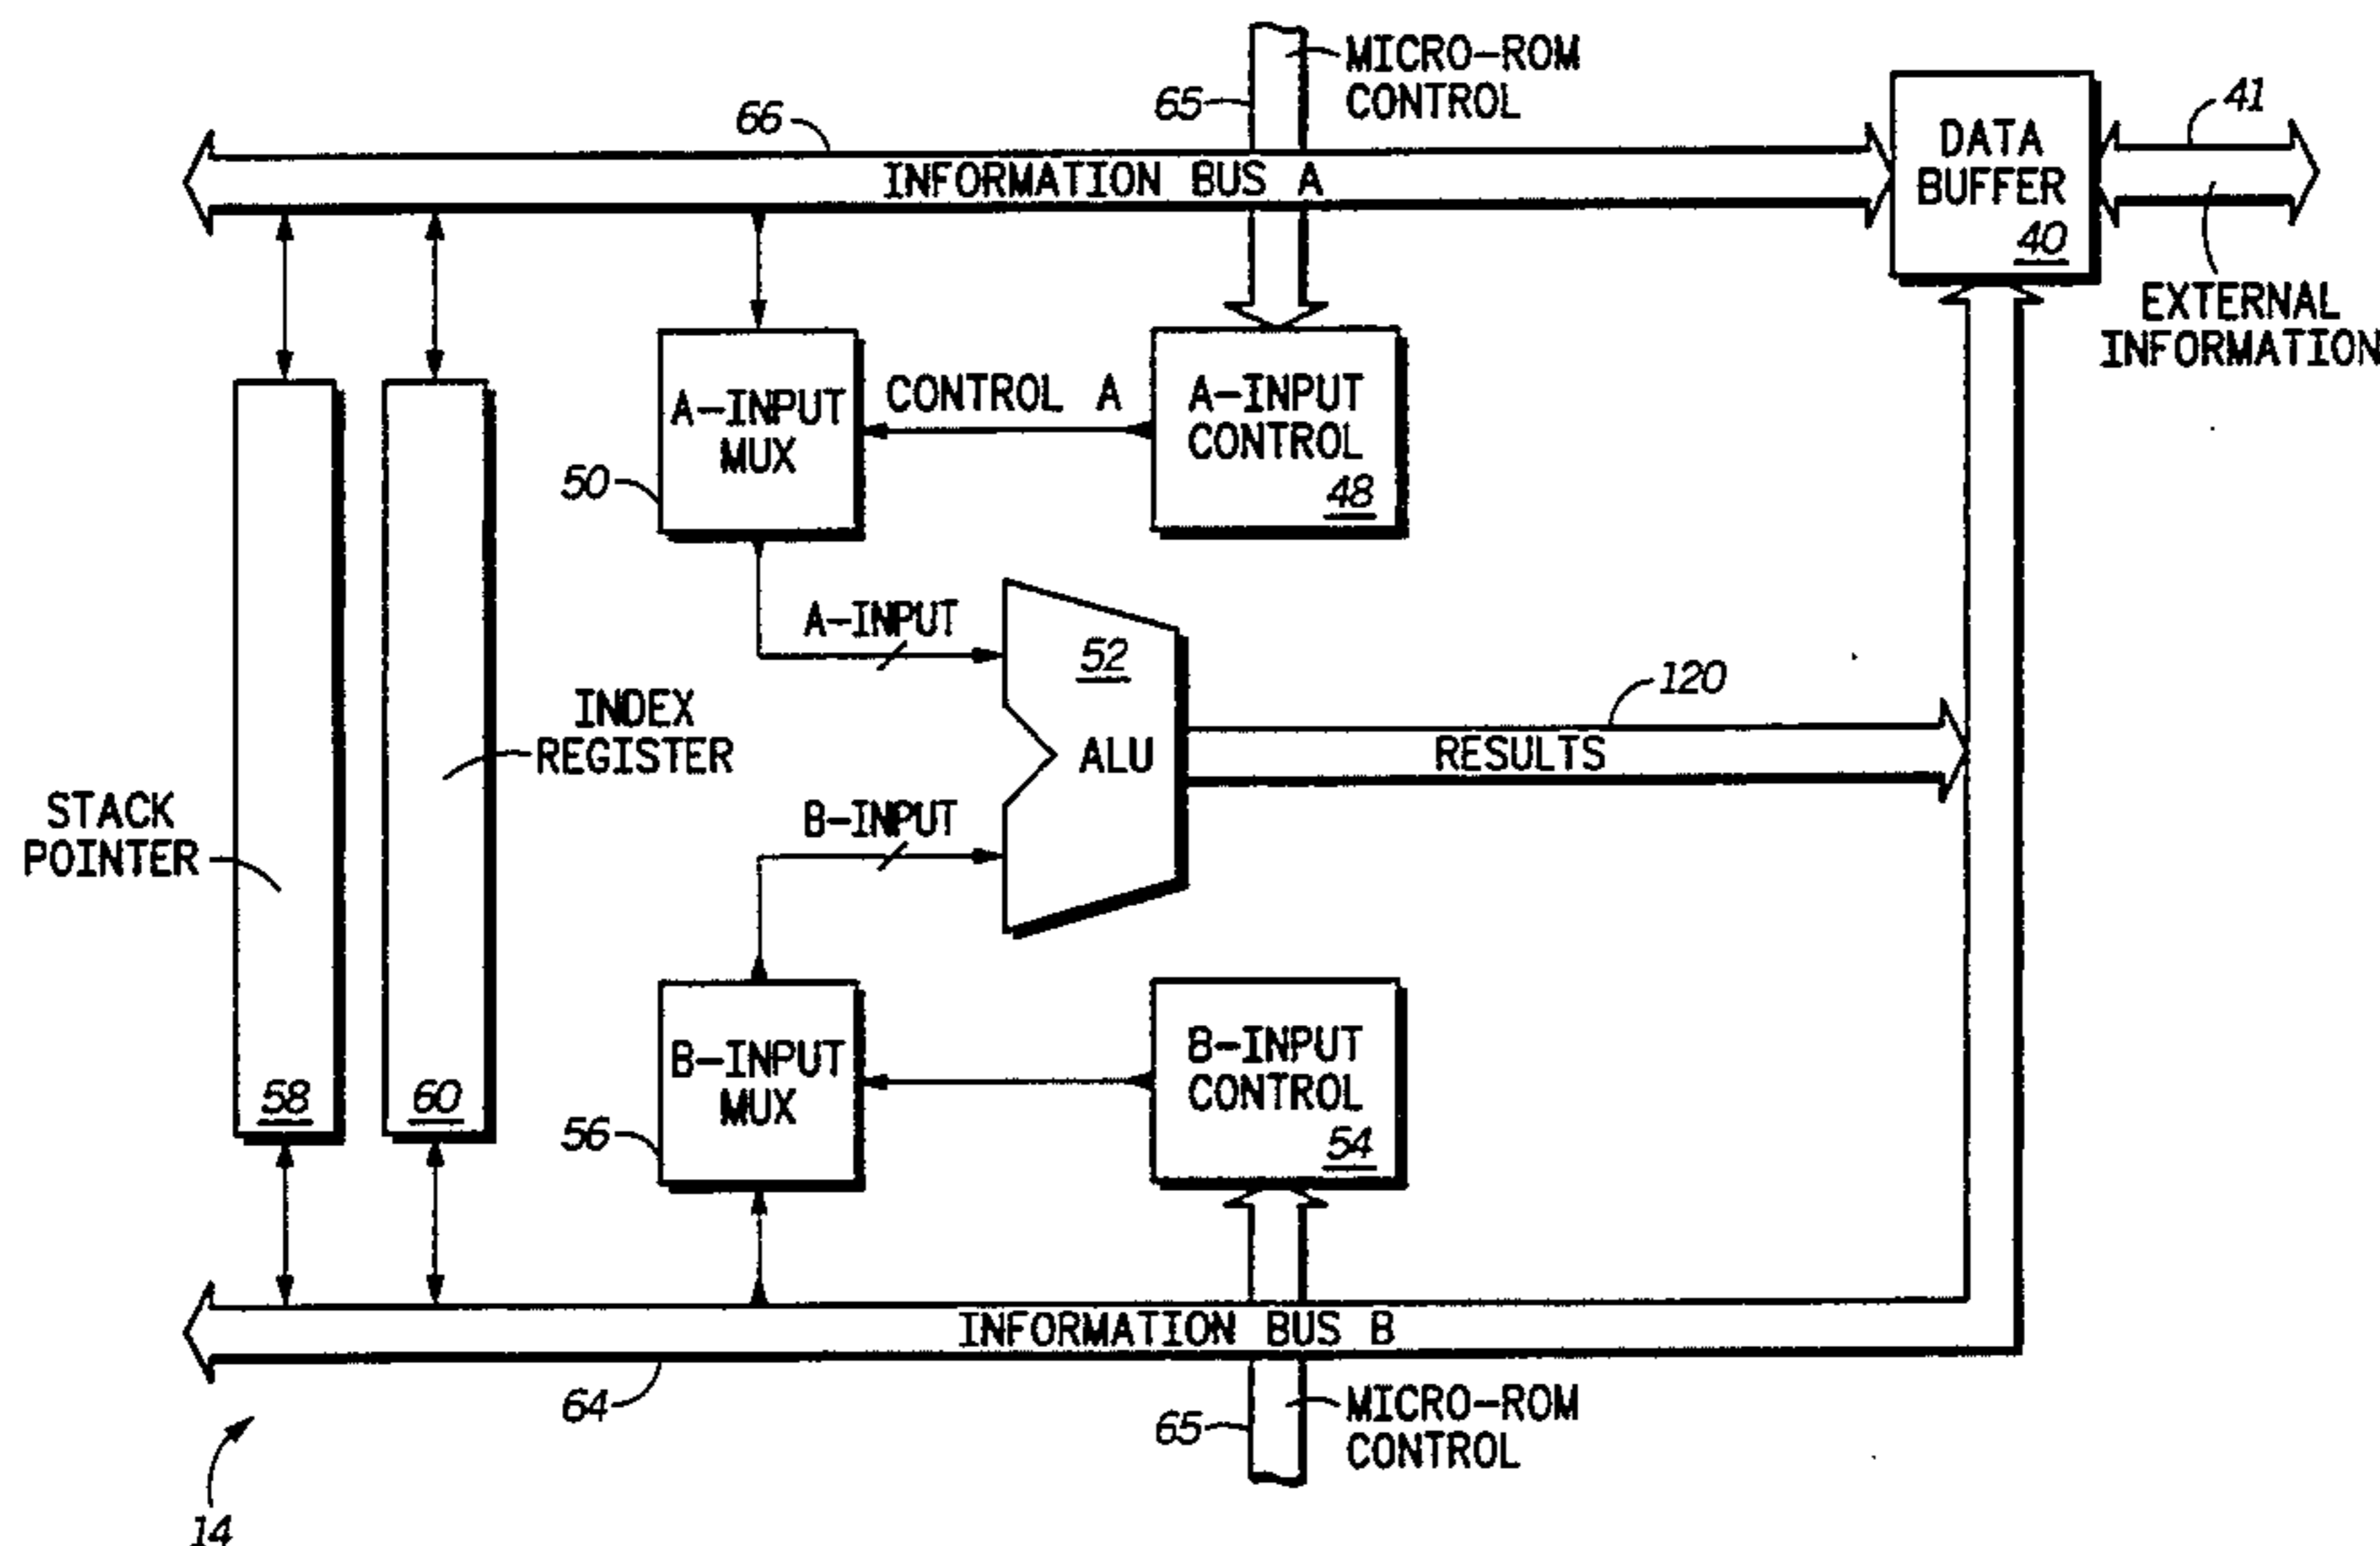 MICRO-ROM
CONTROL
65
66
41
INFORMATION BUS A
DATA
BUFFER
40
EXTERNAL
INFORMATION
A-INPUT
MUX
50
CONTROL A
A-INPUT
CONTROL
48
A-INPUT
52
ALU
120
RESULTS
INDEX
REGISTER
STACK
POINTER
B-INPUT
58
60
B-INPUT
MUX
56
B-INPUT
CONTROL
54
INFORMATION BUS B
64
65
MICRO-ROM
CONTROL
14